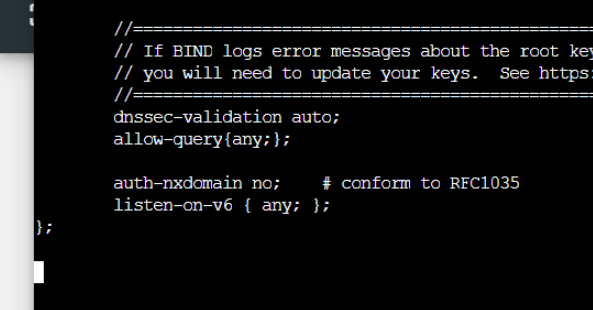 //=====================================================
// If BIND logs error messages about the root key
// you will need to update your keys.  See https:
//=====================================================
dnssec-validation auto;
allow-query{any;};
auth-nxdomain no;    # conform to RFC1035
listen-on-v6 { any; };
};